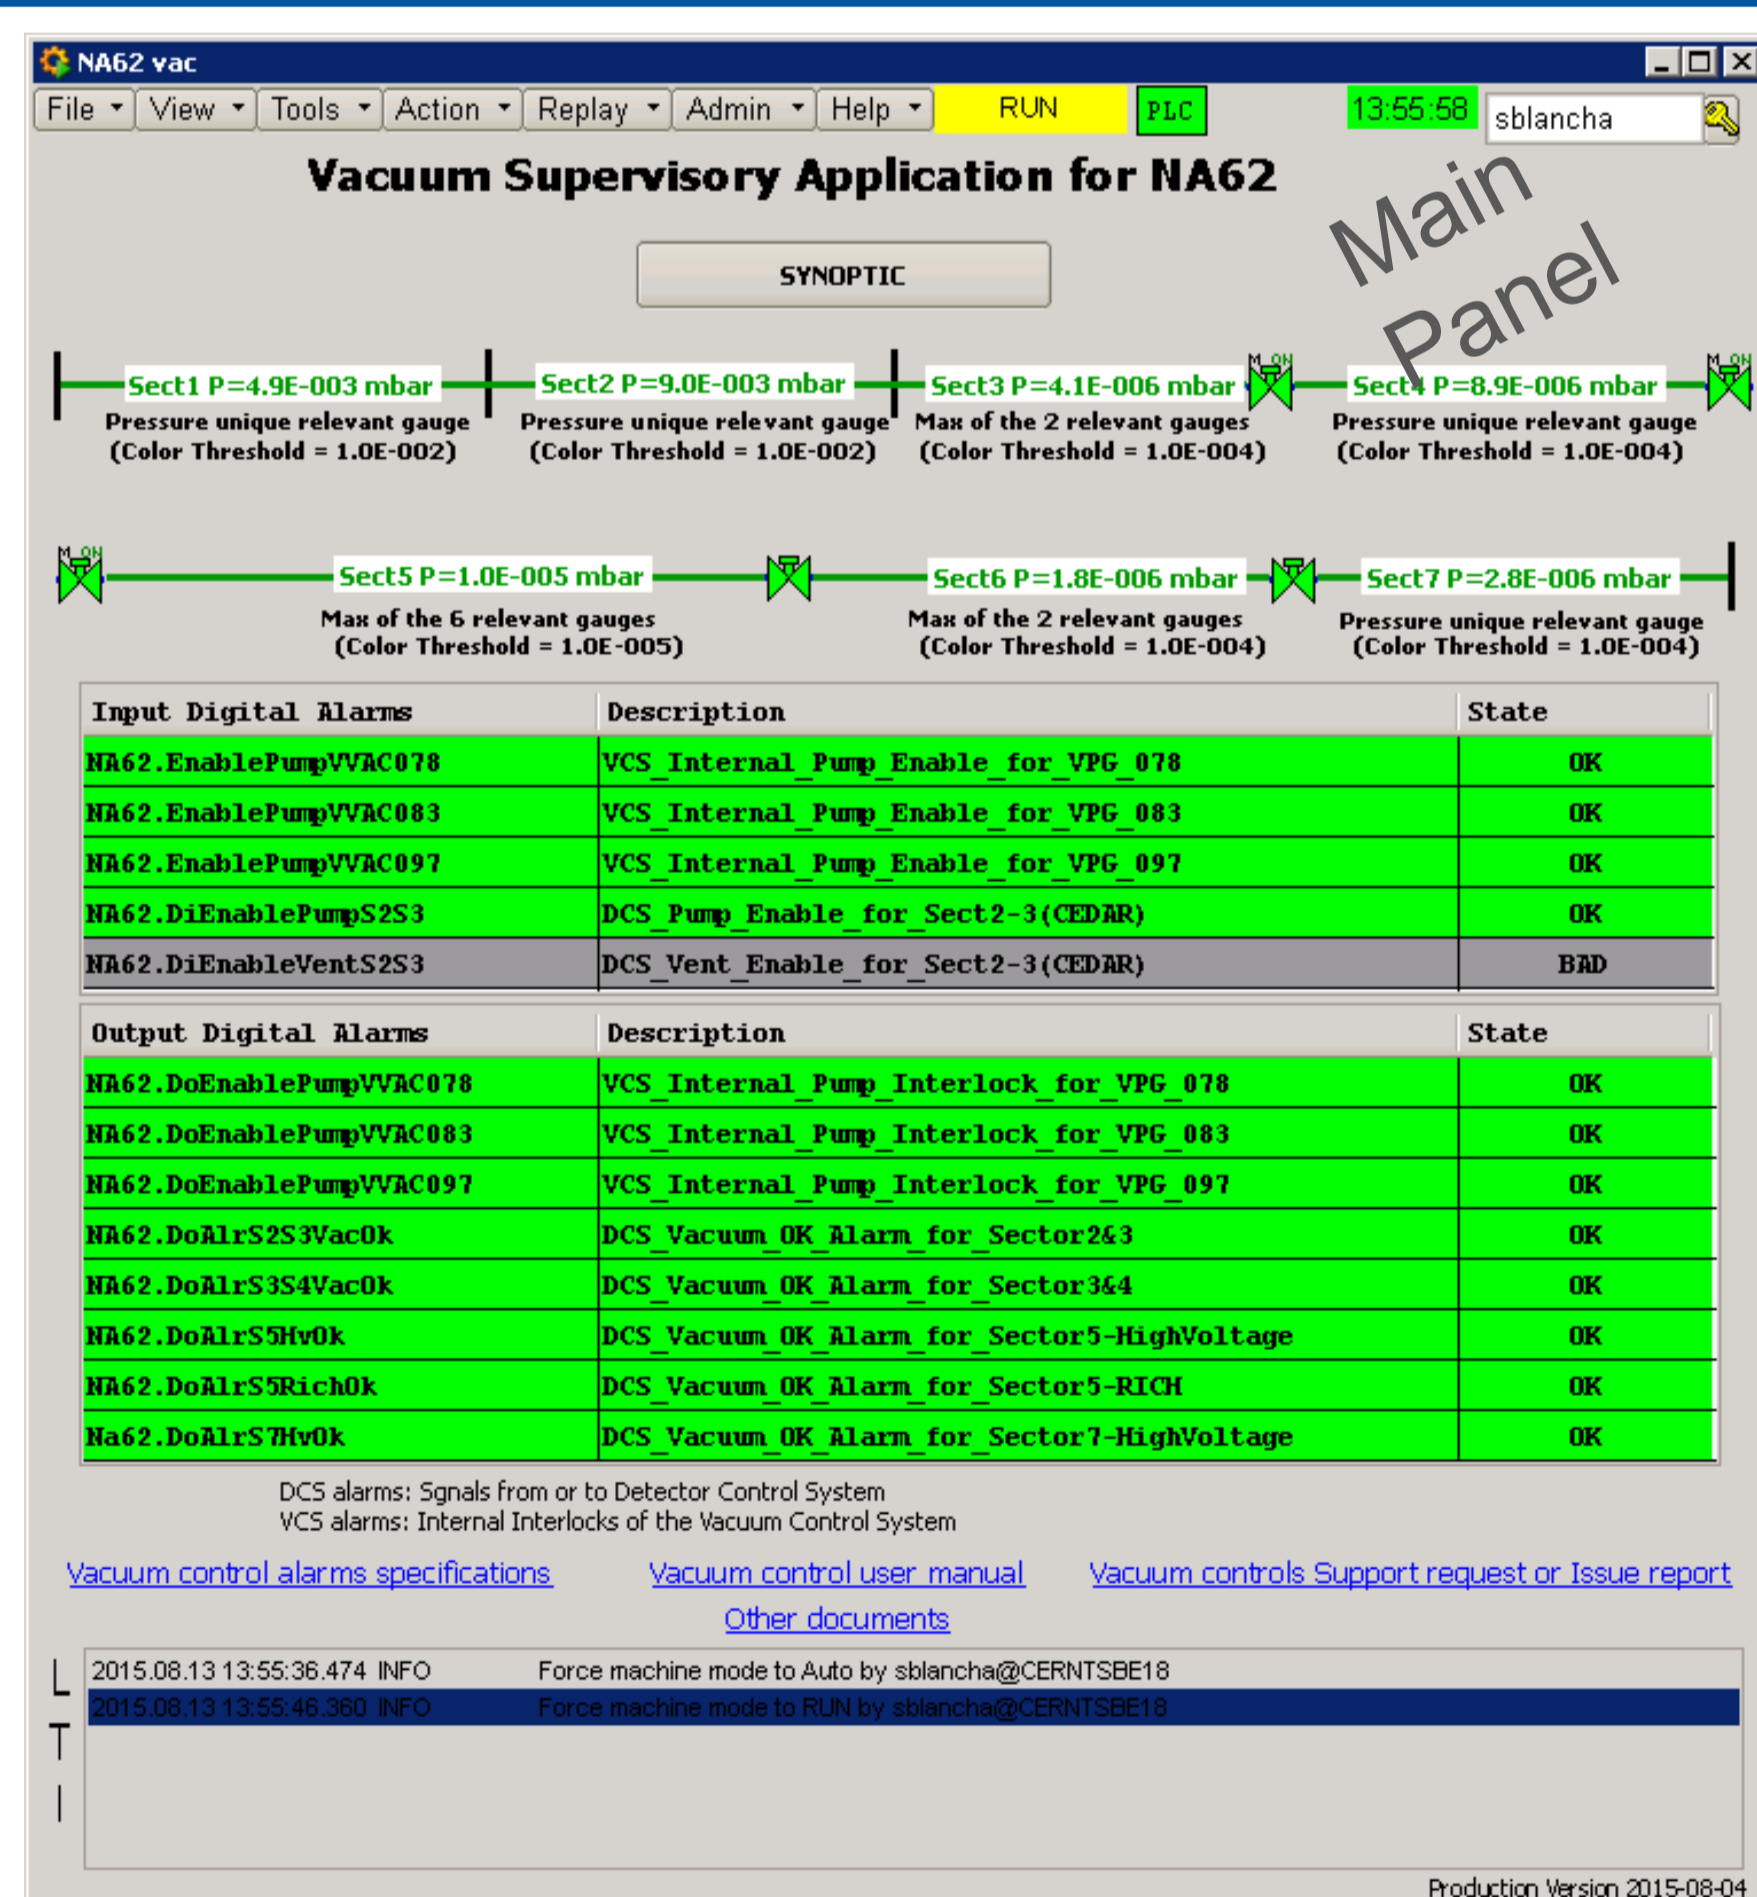 NA62 vac
File View Tools Action Replay Admin Help RUN PLC 13:55:58 sblancha
Vacuum Supervisory Application for NA62
Main
Panel
SYNOPTIC
M ON M ON
Sect1 P=4.9E-003 mbar Sect2 P=9.0E-003 mbar Sect3 P=4.1E-006 mbar Sect4 P=8.9E-006 mbar
Pressure unique relevant gauge Pressure unique relevant gauge Max of the 2 relevant gauges Pressure unique relevant gauge
(Color Threshold = 1.0E-002) (Color Threshold = 1.0E-002) (Color Threshold = 1.0E-004) (Color Threshold = 1.0E-004)
M ON
Sect5 P=1.0E-005 mbar Sect6 P=1.8E-006 mbar Sect7 P=2.8E-006 mbar
Max of the 6 relevant gauges Max of the 2 relevant gauges Pressure unique relevant gauge
(Color Threshold = 1.0E-005) (Color Threshold = 1.0E-004) (Color Threshold = 1.0E-004)
Input Digital Alarms Description State
NA62.EnablePumpVVAC078 VCS_Internal_Pump_Enable_for_VPG_078 OK
NA62.EnablePumpVVAC083 VCS_Internal_Pump_Enable_for_VPG_083 OK
NA62.EnablePumpVVAC097 VCS_Internal_Pump_Enable_for_VPG_097 OK
NA62.DiEnablePumpS2S3 DCS_Pump_Enable_for_Sect2-3(CEDAR) OK
NA62.DiEnableVentS2S3 DCS_Vent_Enable_for_Sect2-3(CEDAR) BAD
Output Digital Alarms Description State
NA62.DoEnablePumpVVAC078 VCS_Internal_Pump_Interlock_for_VPG_078 OK
NA62.DoEnablePumpVVAC083 VCS_Internal_Pump_Interlock_for_VPG_083 OK
NA62.DoEnablePumpVVAC097 VCS_Internal_Pump_Interlock_for_VPG_097 OK
NA62.DoAlrS2S3VacOk DCS_Vacuum_OK_Alarm_for_Sector2&3 OK
NA62.DoAlrS3S4VacOk DCS_Vacuum_OK_Alarm_for_Sector3&4 OK
NA62.DoAlrS5HvOk DCS_Vacuum_OK_Alarm_for_Sector5-HighVoltage OK
NA62.DoAlrS5RichOk DCS_Vacuum_OK_Alarm_for_Sector5-RICH OK
Na62.DoAlrS7HvOk DCS_Vacuum_OK_Alarm_for_Sector7-HighVoltage OK
DCS alarms: Sgnals from or to Detector Control System
VCS alarms: Internal Interlocks of the Vacuum Control System
Vacuum control alarms specifications Vacuum control user manual Vacuum controls Support request or Issue report
Other documents
L 2015.08.13 13:55:36.474 INFO Force machine mode to Auto by sblancha@CERNTSBE18
2015.08.13 13:55:46.360 INFO Force machine mode to RUN by sblancha@CERNTSBE18
T
I
Production Version 2015-08-04